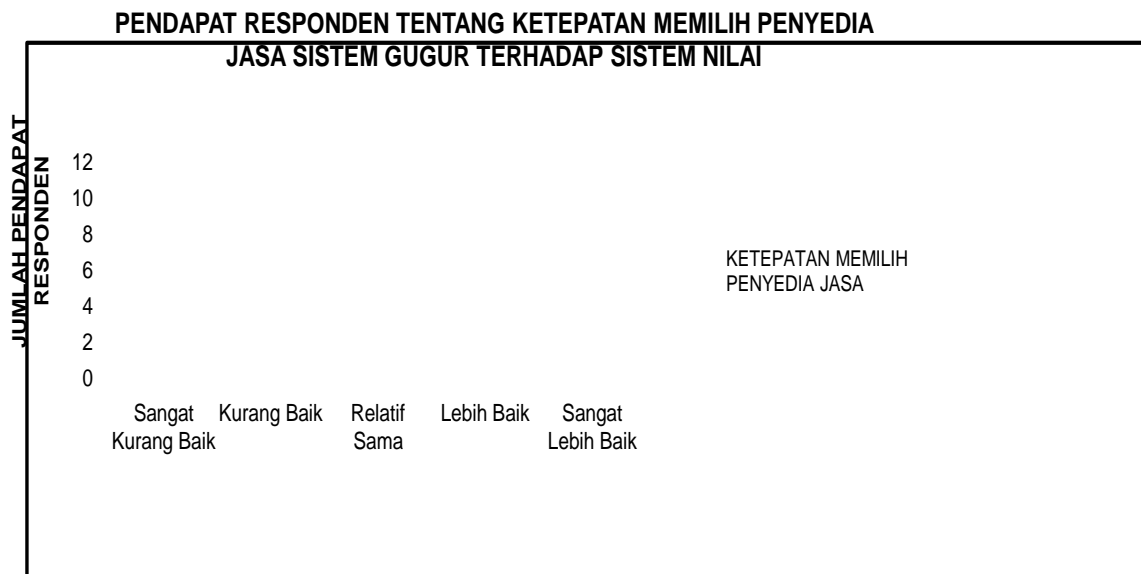 PENDAPAT RESPONDEN TENTANG KETEPATAN MEMILIH PENYEDIA
JASA SISTEM GUGUR TERHADAP SISTEM NILAI
JUMLAH PENDAPAT
RESPONDEN
12
10
8
6
4
2
0
Sangat
Kurang Baik
Kurang Baik
Relatif
Sama
Lebih Baik
Sangat
Lebih Baik
KETEPATAN MEMILIH
PENYEDIA JASA